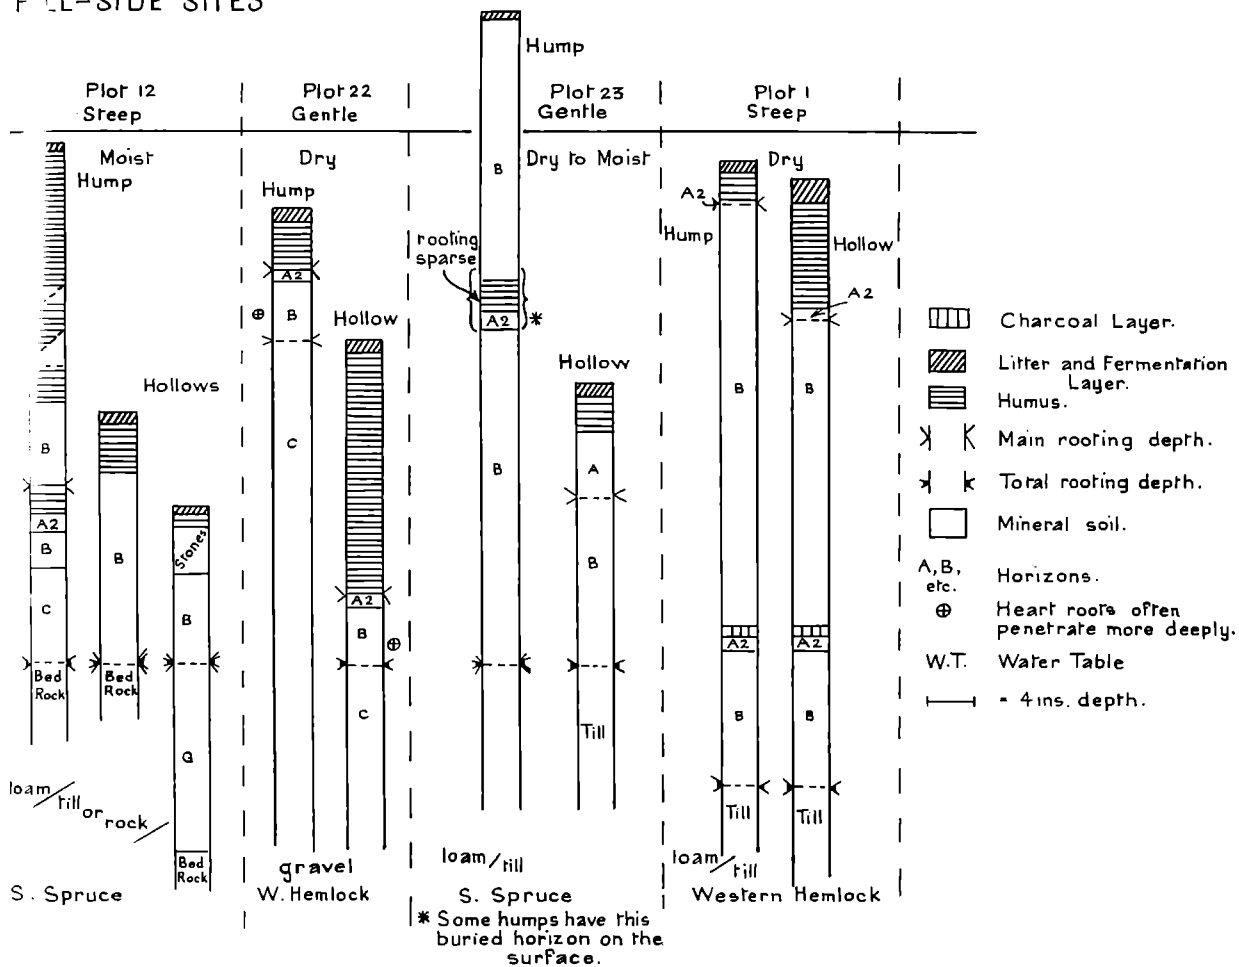 SIDE SITES
Plot 12
Steep
Moist
Hump
Hollows
B
A2
B
C
Bed
Rock
B
Bed
Rock
Stones
B
G
Bed
Rock
loam/till or rock/
S. Spruce
Plot 22
Gentle
Dry
Hump
A2
B
C
Hollow
A2
B
C
gravel
W. Hemlock
Hump
Plot 23
Gentle
Dry to Moist
B
rooting
sparse
A2
*
B
Hollow
A
B
Till
loam/till
S. Spruce
* Some humps have this
buried horizon on the
surface.
Plot 1
Steep
Dry
A2
Hump
Hollow
A2
B
B
A2
A2
B
B
Till
Till
loam/till
Western Hemlock
Charcoal Layer.
Litter and Fermentation
Layer.
Humus.
Main rooting depth.
Total rooting depth.
Mineral soil.
A, B,
etc.
Horizons.
Heart roots often
penetrate more deeply.
W.T. Water Table
= 4 ins. depth.